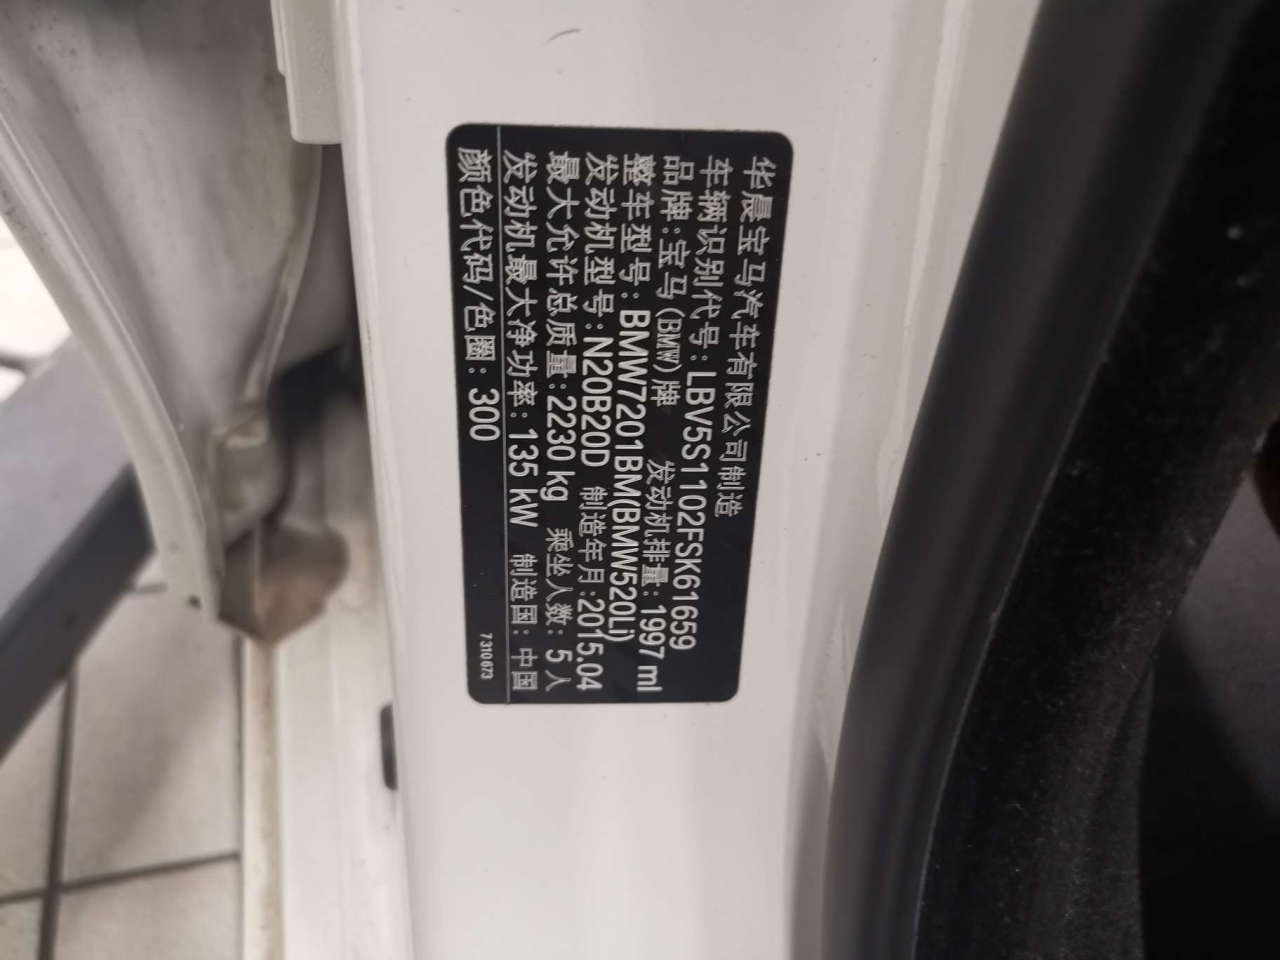 华晨宝马汽车有限公司制造
车辆识别代号:LBV5S1102FSK61659
品牌:宝马(BMW)牌 发动机排量:1997 ml
整车型号:BMW7201BM(BMW520Li)
发动机型号:N20B20D 制造年月:2015.04
最大允许总质量:2230 kg 乘坐人数:5人
发动机最大净功率:135 kW 制造国:中国
颜色代码/色圈:300 7310673